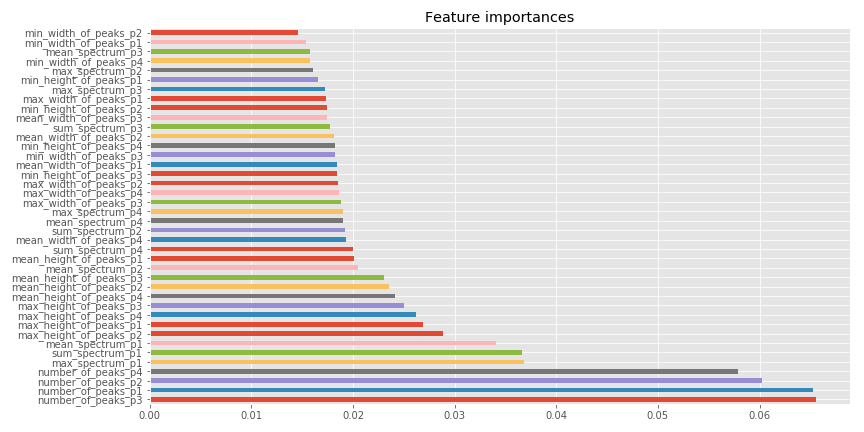 Feature importances
min_width_of_peaks_p2
min_width_of_peaks_p1
mean_spectrum_p3
min_width_of_peaks_p4
max_spectrum_p2
min_height_of_peaks_p1
max_spectrum_p3
max_width_of_peaks_p1
min_height_of_peaks_p2
mean_width_of_peaks_p3
sum_spectrum_p3
mean_width_of_peaks_p2
min_height_of_peaks_p4
min_width_of_peaks_p3
mean_width_of_peaks_p1
min_height_of_peaks_p3
max_width_of_peaks_p2
max_width_of_peaks_p4
max_width_of_peaks_p3
max_spectrum_p4
mean_spectrum_p4
sum_spectrum_p2
mean_width_of_peaks_p4
sum_spectrum_p4
mean_height_of_peaks_p1
mean_spectrum_p2
mean_height_of_peaks_p3
mean_height_of_peaks_p2
mean_height_of_peaks_p4
max_height_of_peaks_p3
max_height_of_peaks_p4
max_height_of_peaks_p1
max_height_of_peaks_p2
mean_spectrum_p1
sum_spectrum_p1
max_spectrum_p1
number_of_peaks_p4
number_of_peaks_p2
number_of_peaks_p1
number_of_peaks_p3
0.00 0.01 0.02 0.03 0.04 0.05 0.06